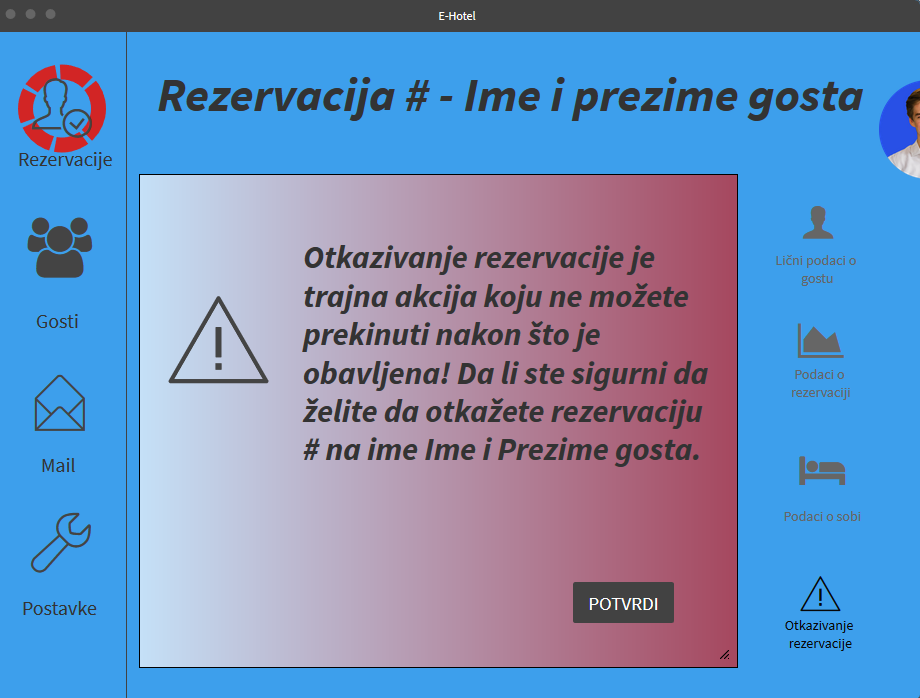 E-Hotel
Rezervacija # - Ime i prezime gosta
Rezervacije
Gosti
Mail
Postavke
Otkazivanje rezervacije je
trajna akcija koju ne možete
prekinuti nakon što je
obavljena! Da li ste sigurni da
želite da otkažete rezervaciju
# na ime Ime i Prezime gosta.
POTVRDI
Lični podaci o
gostu
Podaci o
rezervaciji
Podaci o sobi
Otkazivanje
rezervacije